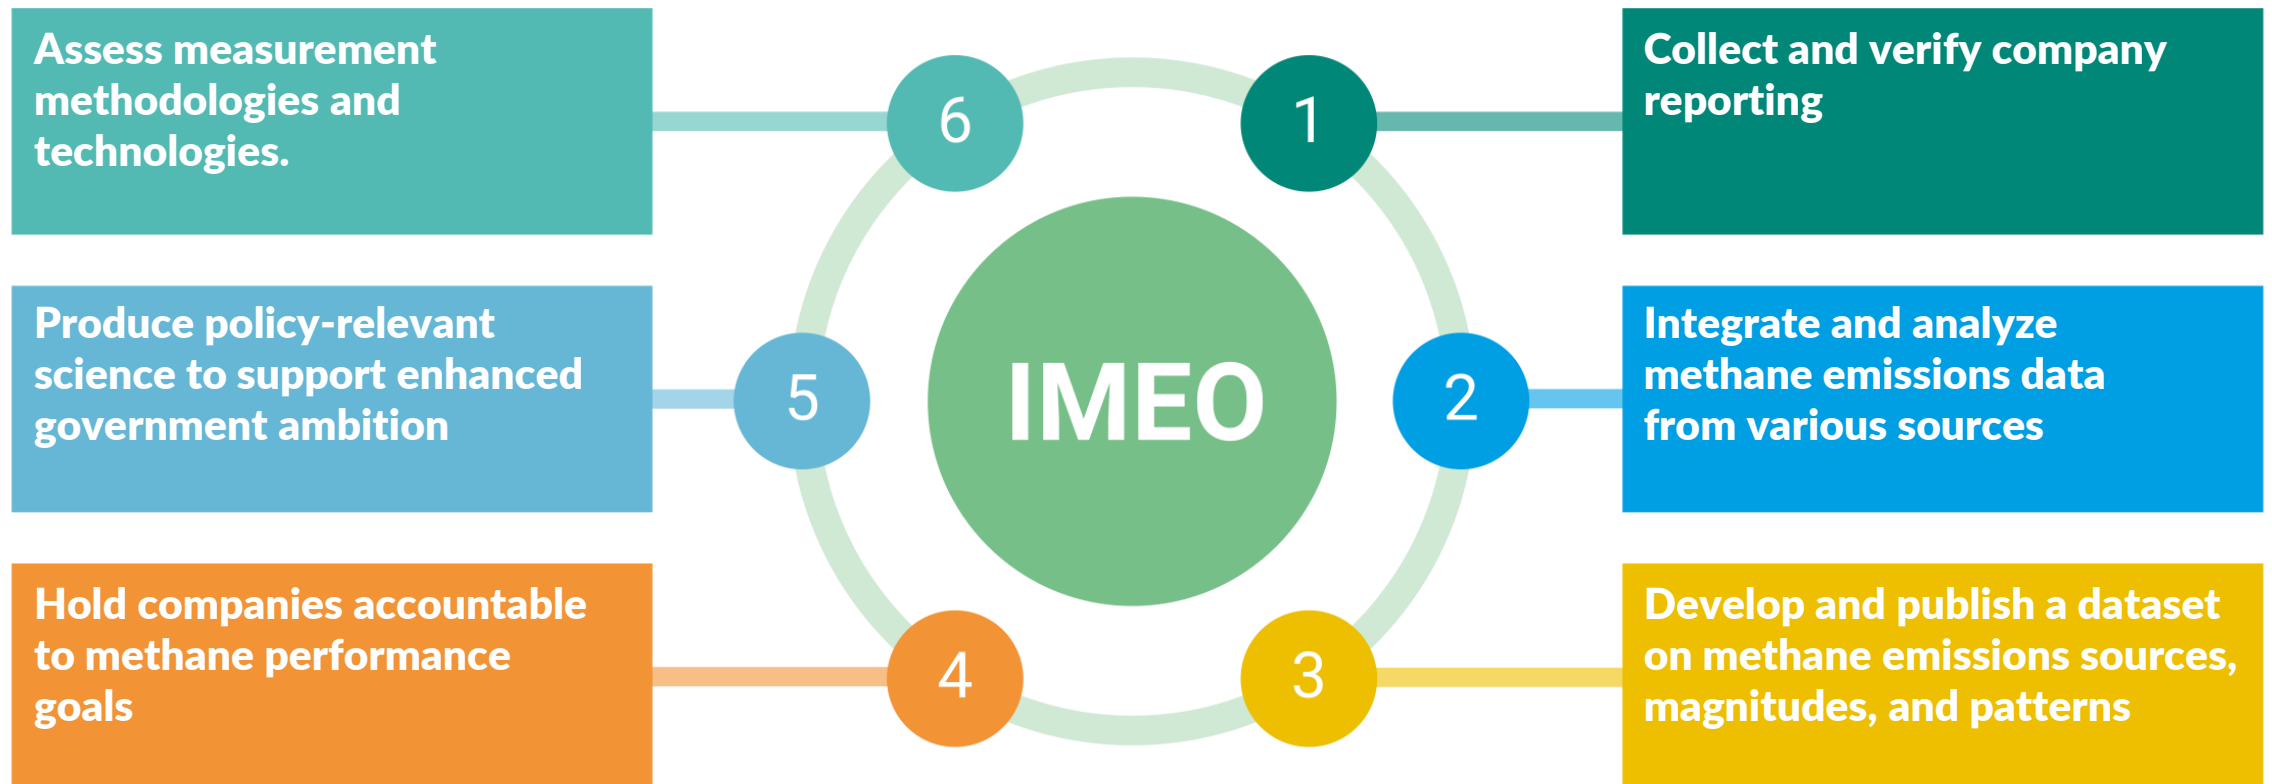 Assess measurement
methodologies and
technologies.
6
1
Collect and verify company
reporting
Produce policy-relevant
science to support enhanced
government ambition
5
IMEO
2
Integrate and analyze
methane emissions data
from various sources
Hold companies accountable
to methane performance
goals
4
3
Develop and publish a dataset
on methane emissions sources,
magnitudes, and patterns